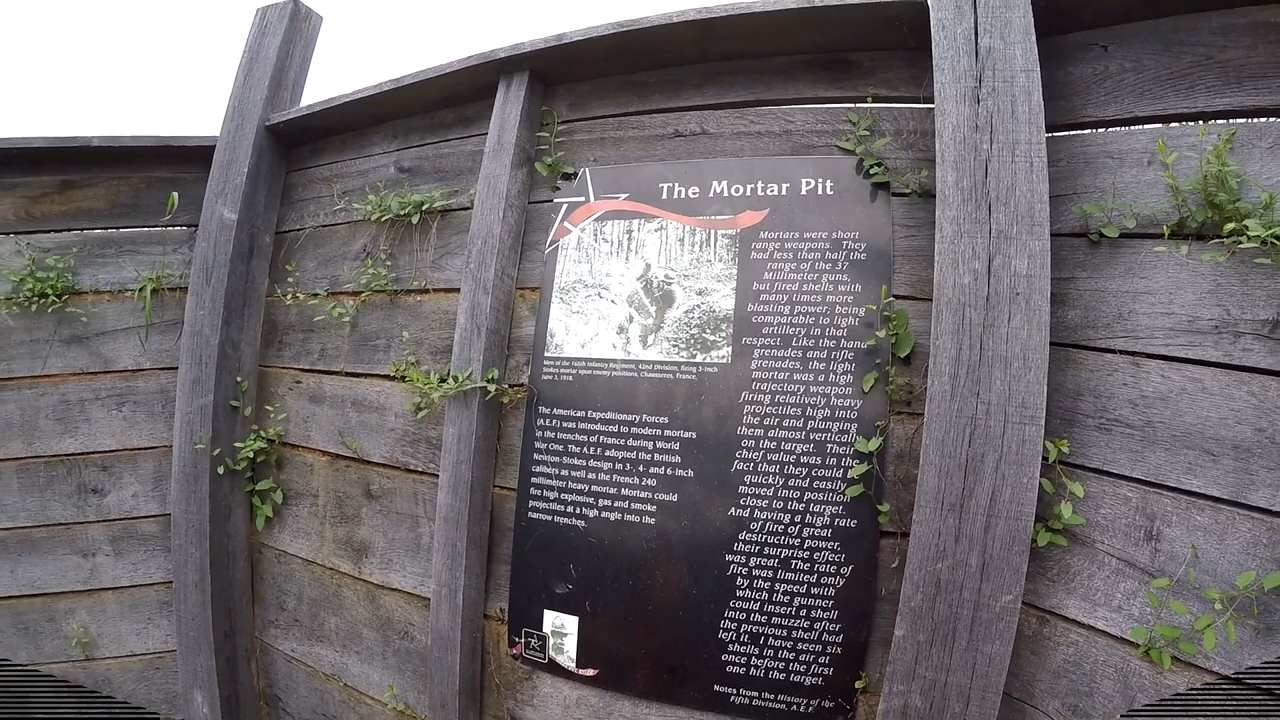 The Mortar Pit
Men of the 165th Infantry Regiment, 42nd Division, firing 3-inch
Stokes mortar upon enemy positions, Chausseres, France,
June 3, 1918.
The American Expeditionary Forces
(A.E.F.) was introduced to modern mortars
in the trenches of France during World
War One. The A.E.F. adopted the British
Newton-Stokes design in 3-, 4- and 6-inch
calibers as well as the French 240
millimeter heavy mortar. Mortars could
fire high explosive, gas and smoke
projectiles at a high angle into the
narrow trenches.
Mortars were short
range weapons. They
had less than half the
range of the 37
Millimeter guns,
but fired shells with
many times more
blasting power; being
comparable to light
artillery in that
respect. Like the hand
grenades and rifle
grenades, the light
mortar was a high
trajectory weapon
firing relatively heavy
projectiles high into
the air and plunging
them almost vertically
on the target. Their
chief value was in the
fact that they could
quickly and easily
moved into position
close to the target.
And having a high rate
of fire of great
destructive power,
their surprise effect
was great. The rate of
fire was limited only
by the speed with
which the gunner
could insert a shell
into the muzzle after
the previous shell had
left it. I have seen six
shells in the air at
once before the first
one hit the target.
Notes from the History of the
Fifth Division, A.E.F.